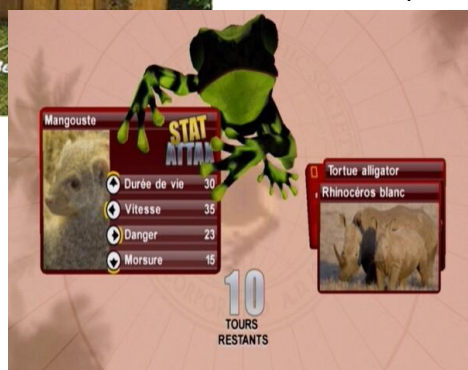 Mangouste
STAT
ATTAX
Durée de vie 30
Vitesse 35
Danger 23
Morsure 15
Tortue alligator
Rhinocéros blanc
10
TOURS
RESTANTS